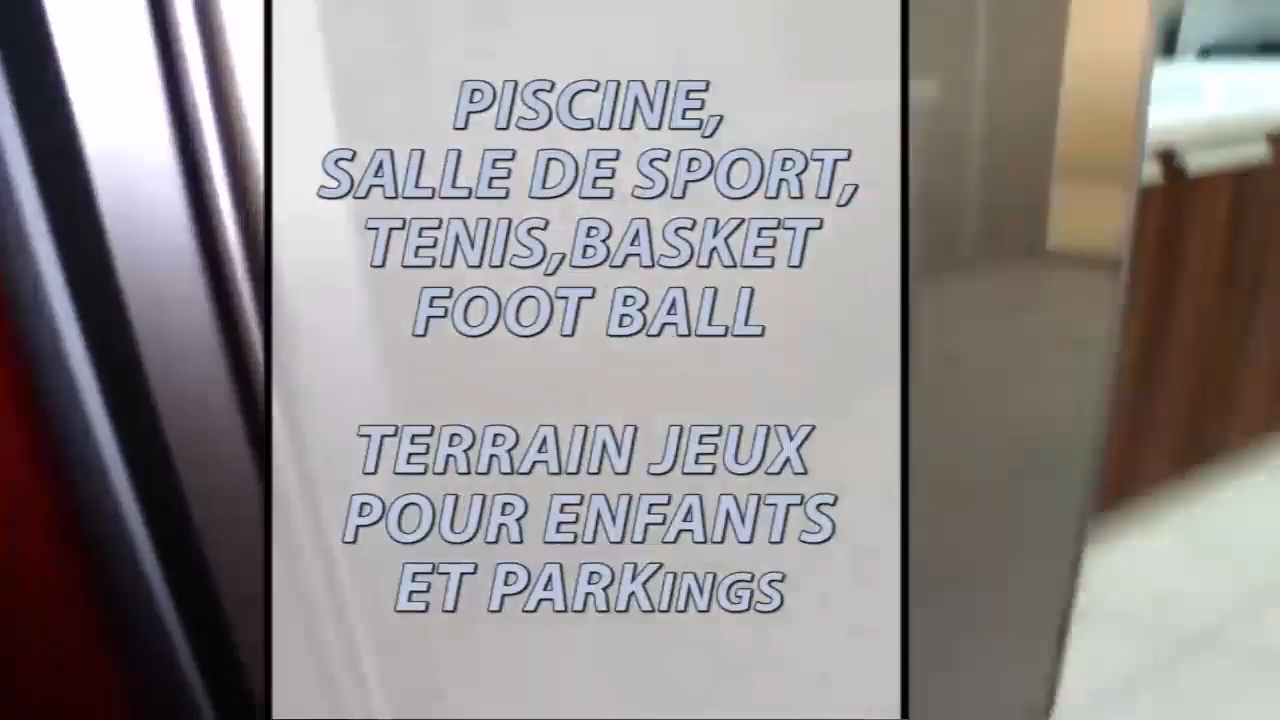 PISCINE,
SALLE DE SPORT,
TENIS,BASKET
FOOT BALL
TERRAIN JEUX
POUR ENFANTS
ET PARKINGS